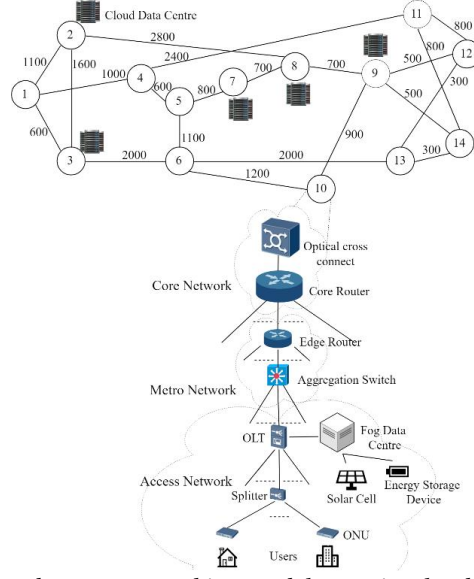 11
Cloud Data Centre
2
2800
800
12
1100
1600
2400
8
800
500
4
1000
600
7
700
700
9
1
5
800
500
300
14
600
1100
900
300
3
2000
6
2000
13
1200
10
Optical cross
connect
Core Network
Core Router
Edge Router
Aggregation Switch
Metro Network
OLT
Fog Data
Centre
Access Network
Splitter
Solar Cell
Energy Storage
Device
ONU
Users